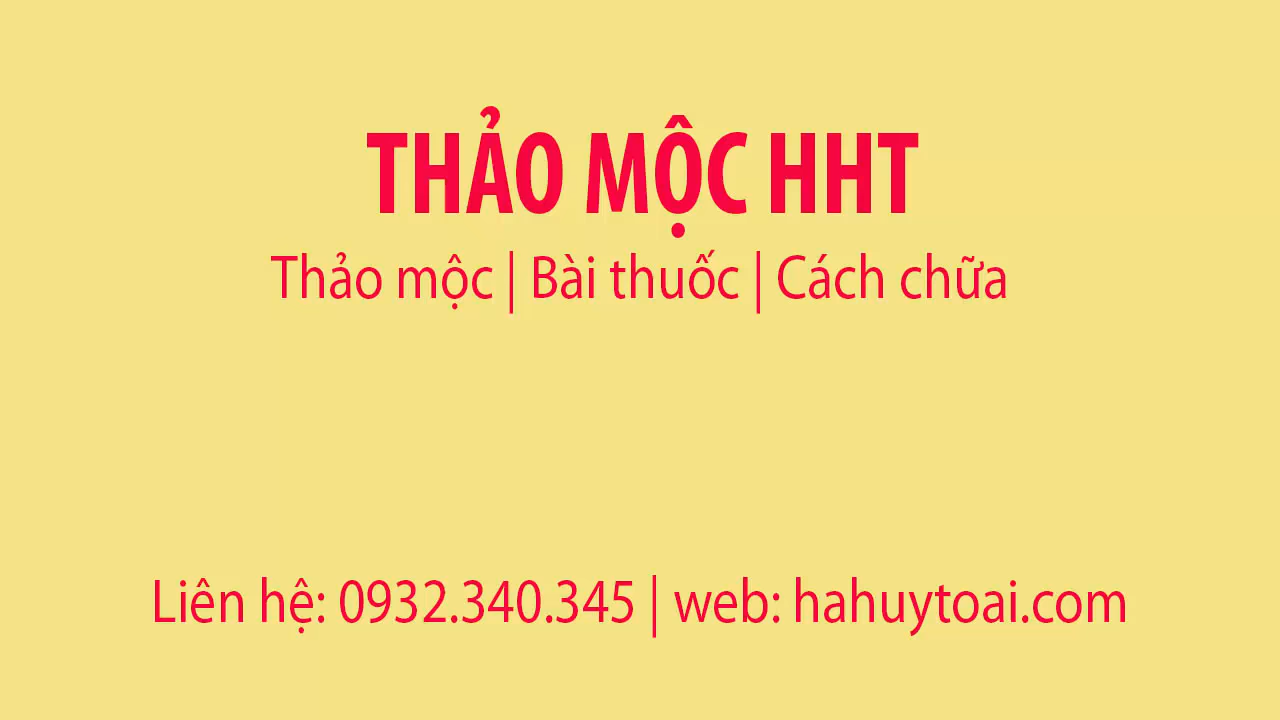 THẢO MỘC HHT
Thảo mộc | Bài thuốc | Cách chữa
Liên hệ: 0932.340.345 | web: hahuytoai.com